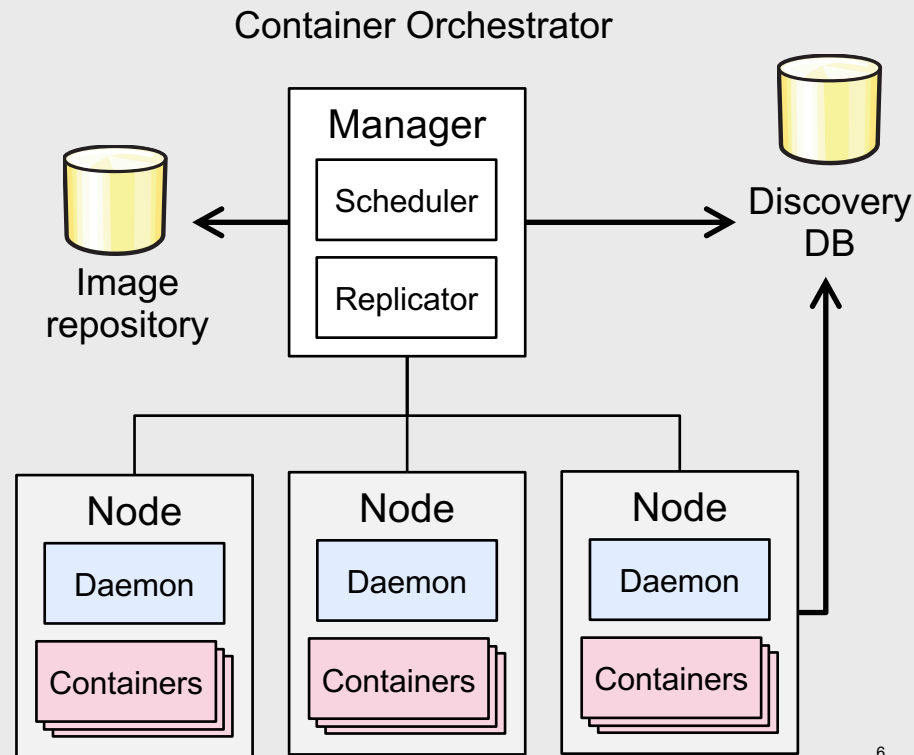 Container Orchestrator
Manager
Scheduler
Replicator
Image
repository
Discovery
DB
Node
Daemon
Containers
Node
Daemon
Containers
Node
Daemon
Containers
6